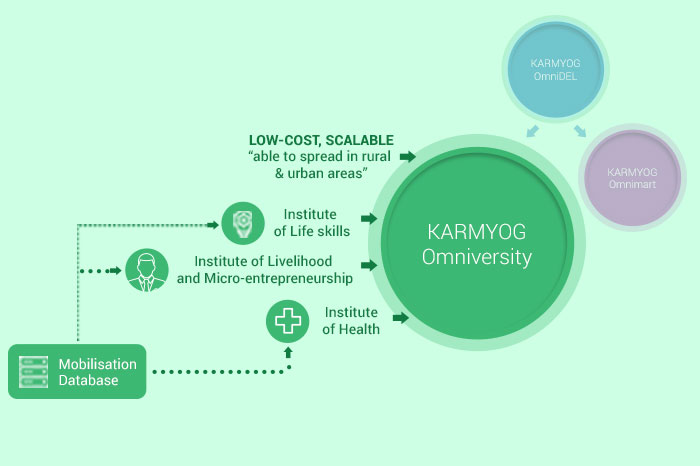 KARMYOG
OmniDEL
KARMYOG
Omnimart
LOW-COST, SCALABLE
“able to spread in rural
& urban areas”
Institute
of Life skills
Institute of Livelihood
and Micro-entrepreneurship
Institute
of Health
KARMYOG
Omniversity
Mobilisation
Database